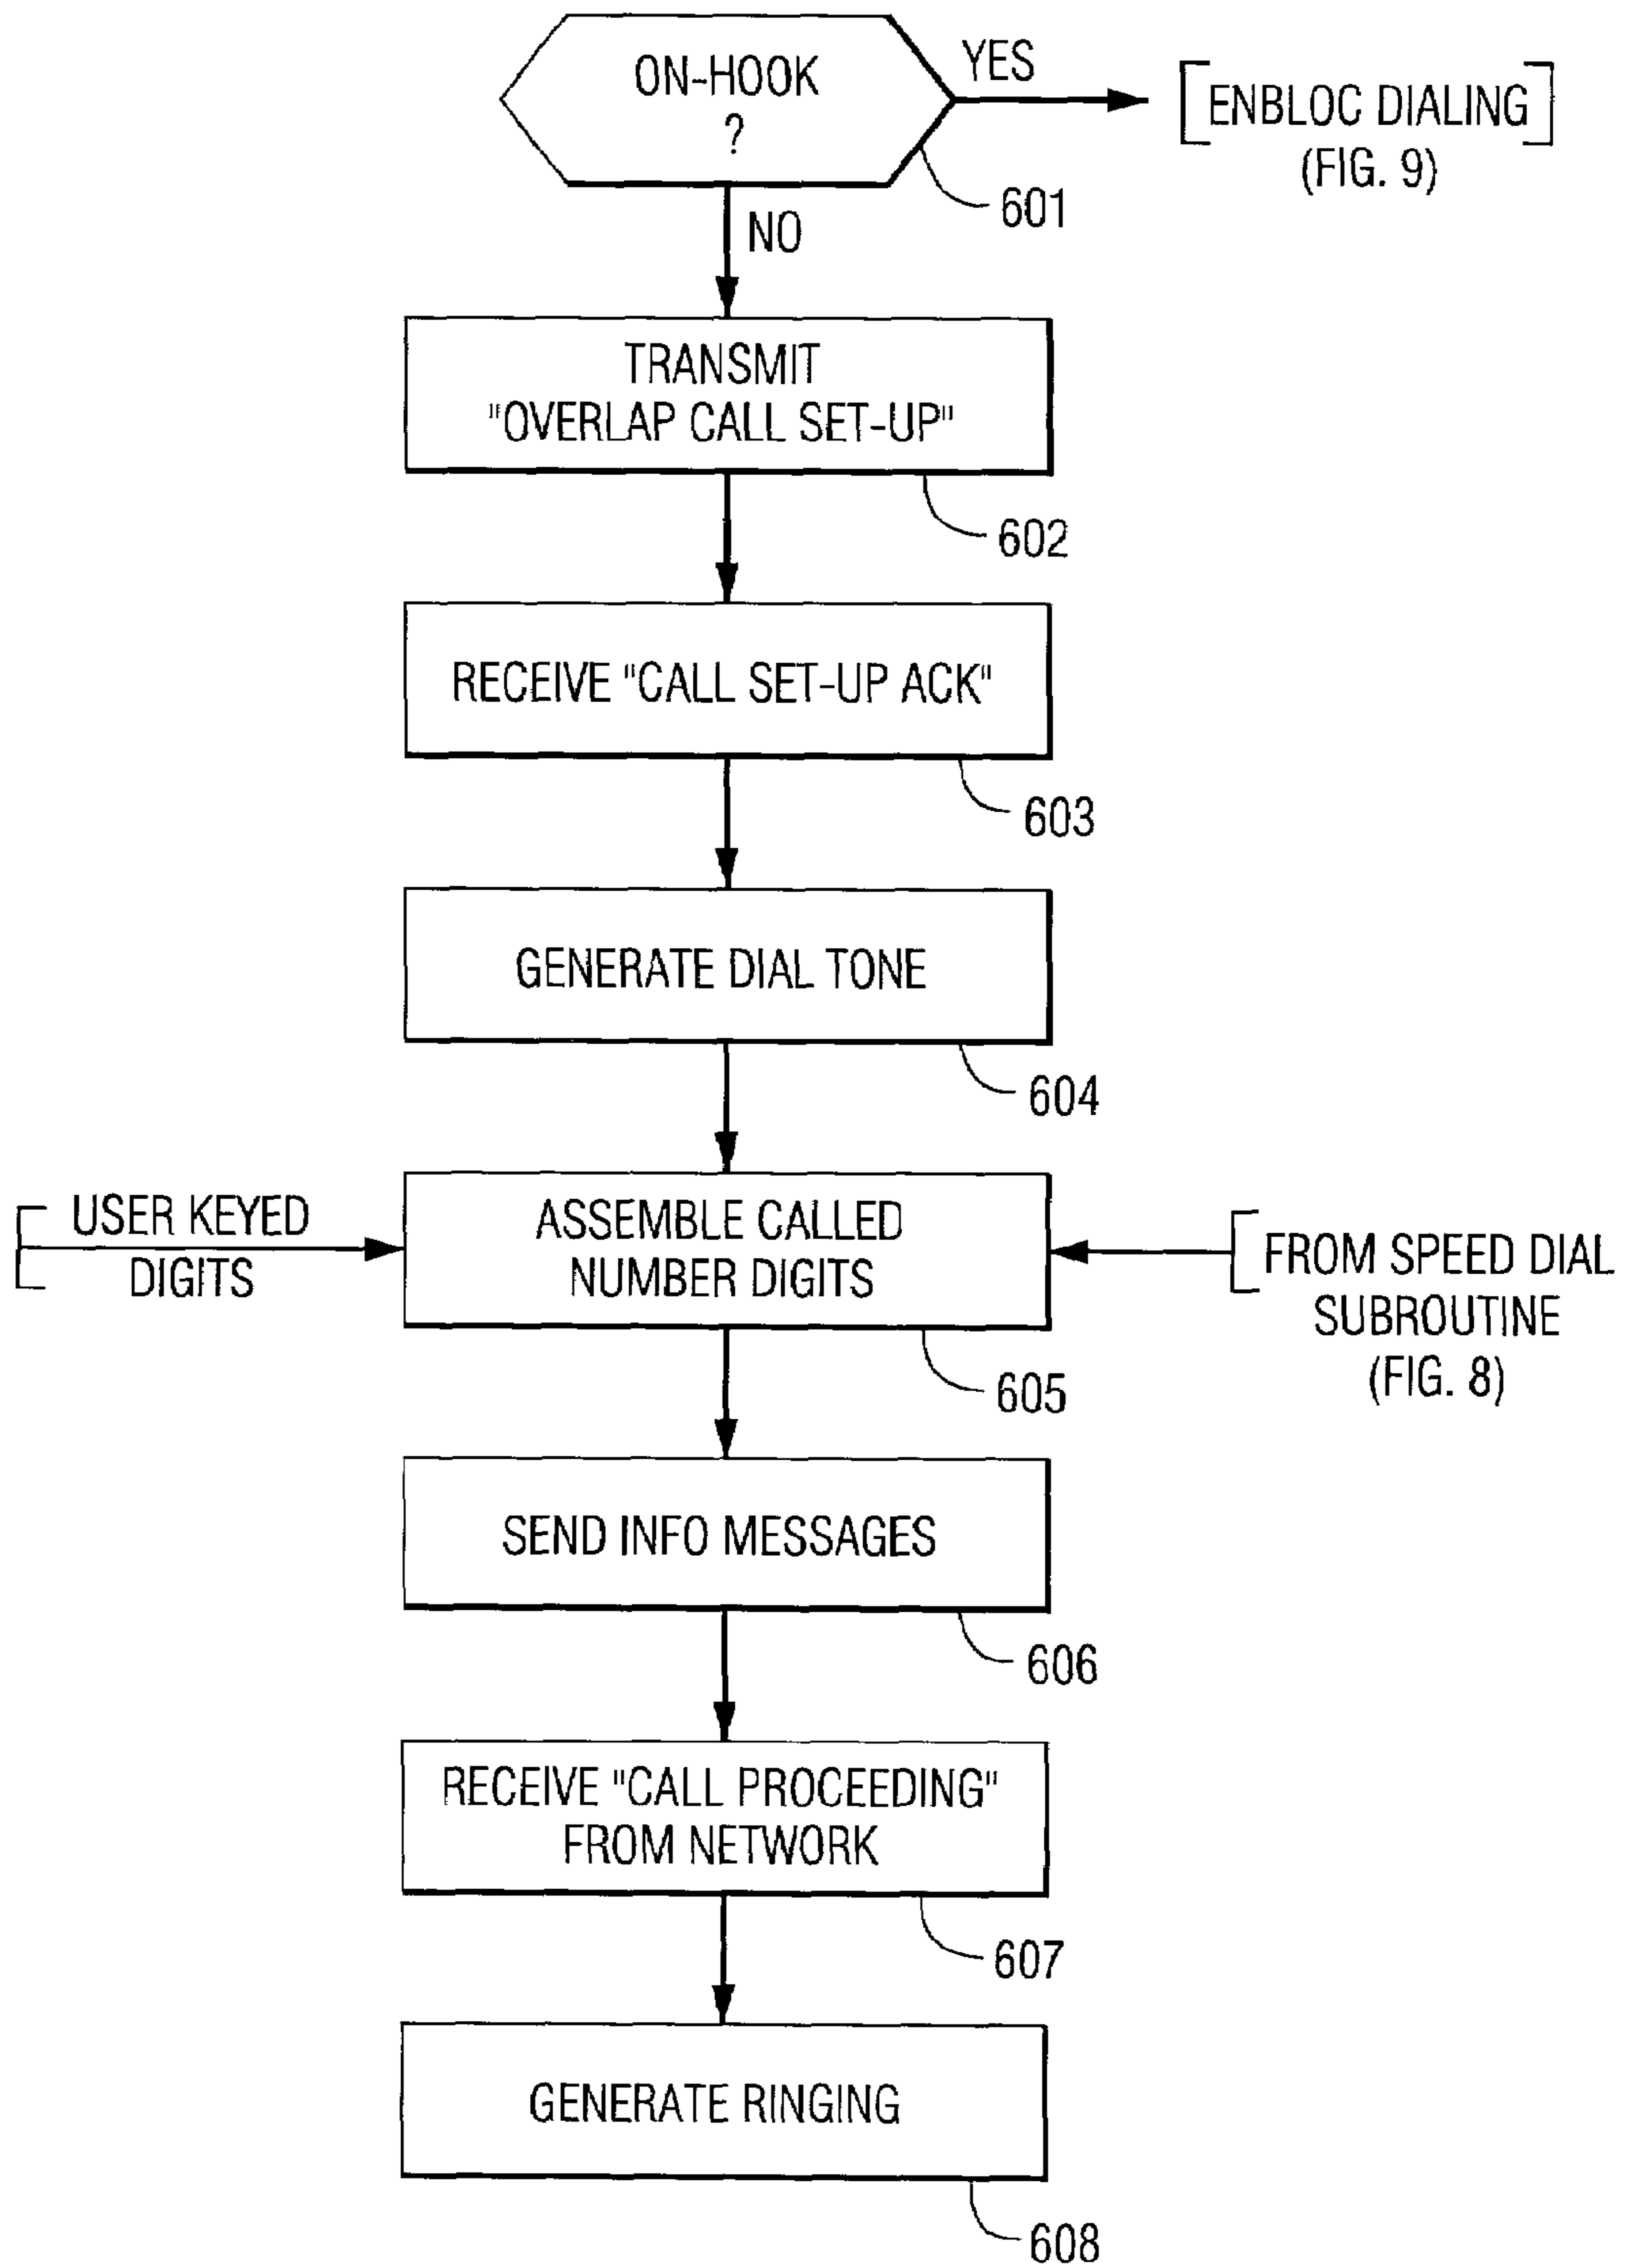 ON-HOOK
?
YES
[ENBLOC DIALING]
(FIG. 9)
601
NO
TRANSMIT
"OVERLAP CALL SET-UP"
602
RECEIVE "CALL SET-UP ACK"
603
GENERATE DIAL TONE
604
USER KEYED
DIGITS
ASSEMBLE CALLED
NUMBER DIGITS
FROM SPEED DIAL
SUBROUTINE
(FIG. 8)
605
SEND INFO MESSAGES
606
RECEIVE "CALL PROCEEDING"
FROM NETWORK
607
GENERATE RINGING
608